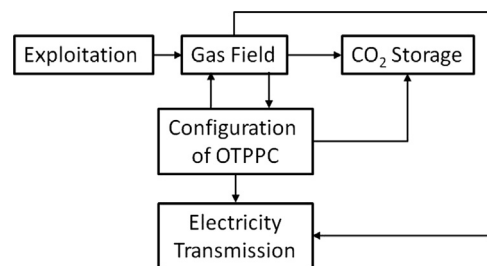 Exploitation
Gas Field
CO₂ Storage
Configuration
of OTPPC
Electricity
Transmission